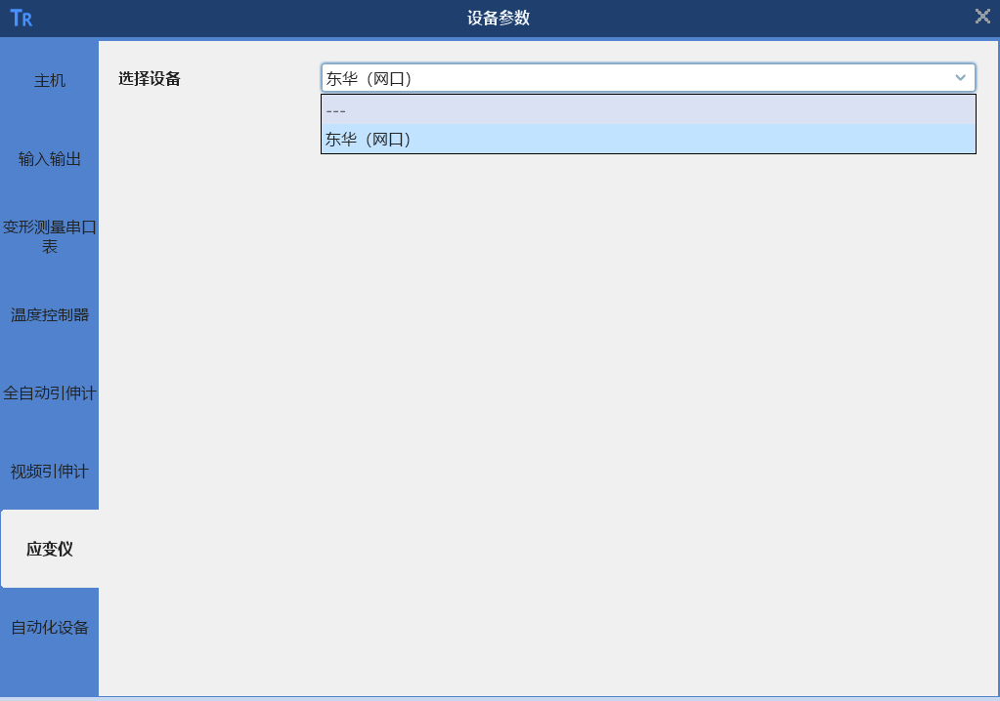 TR
设备参数
主机
输入输出
变形测量串口
表
温度控制器
全自动引伸计
视频引伸计
应变仪
自动化设备
选择设备
东华（网口）
---
东华（网口）